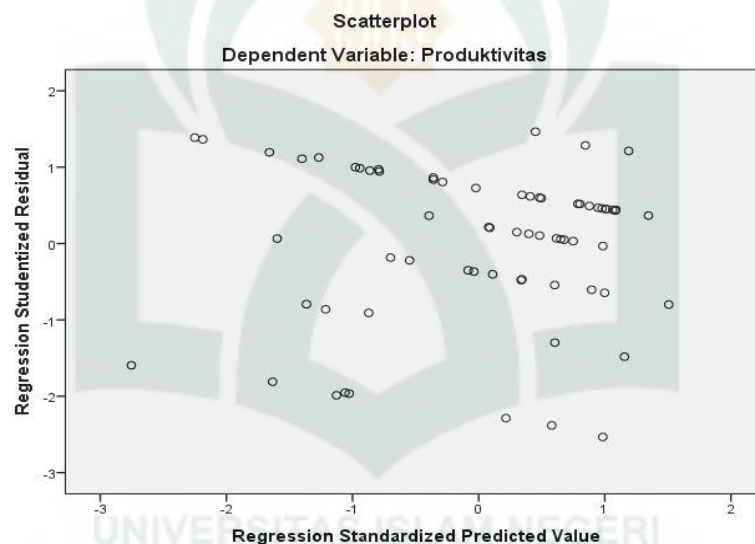 Scatterplot
Dependent Variable: Produktivitas
Regression Studentized Residual
2
1
0
-1
-2
-3
-3 -2 -1 0 1 2
UNIVERSITAS ISLAM NEGERI
Regression Standardized Predicted Value